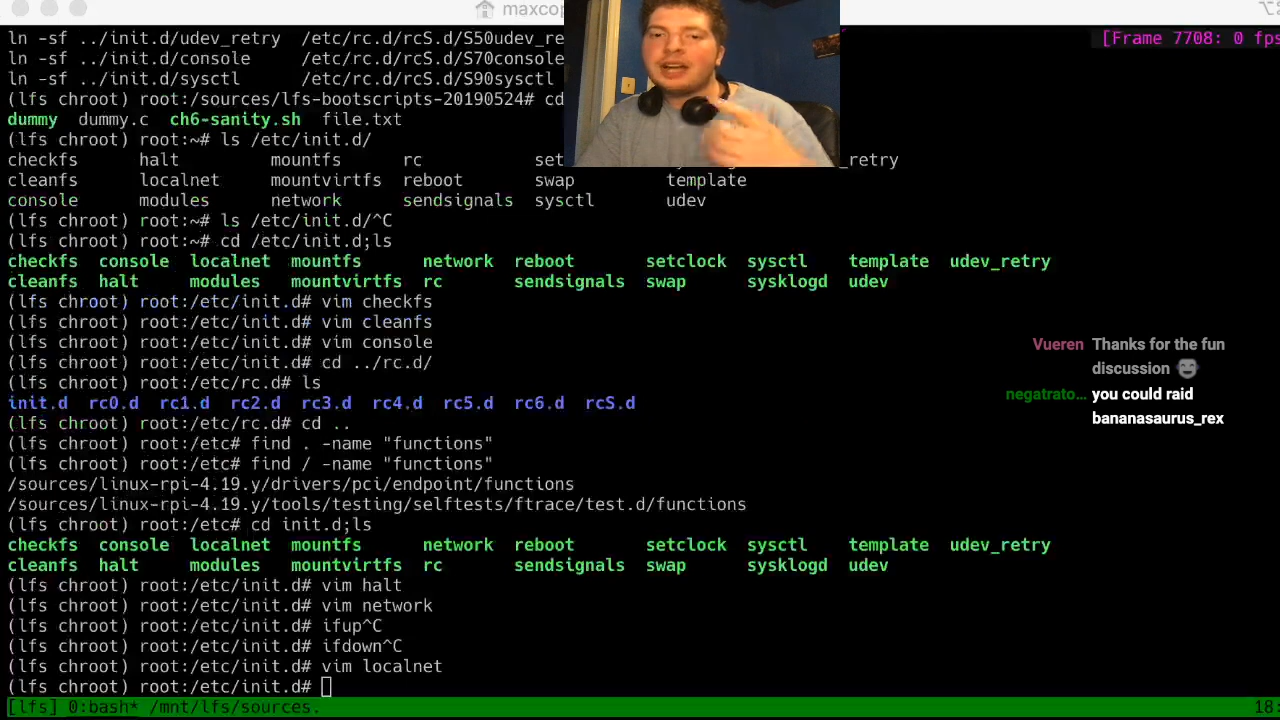 maxcop
ln -sf ../init.d/udev_retry /etc/rc.d/rcS.d/S50udev_re
[Frame 7708: 0 fps
ln -sf ../init.d/console /etc/rc.d/rcS.d/S70console
ln -sf ../init.d/sysctl /etc/rc.d/rcS.d/S90sysctl
(lfs chroot) root:/sources/lfs-bootscripts-20190524# cd
dummy dummy.c ch6-sanity.sh file.txt
(lfs chroot) root:~# ls /etc/init.d/
checkfs halt mountfs rc set _retry
cleanfs localnet mountvirtfs reboot swap template
console modules network sendsignals sysctl udev
(lfs chroot) root:~# ls /etc/init.d/^C
(lfs chroot) root:~# cd /etc/init.d;ls
checkfs console localnet mountfs network reboot setclock sysctl template udev_retry
cleanfs halt modules mountvirtfs rc sendsignals swap sysklogd udev
(lfs chroot) root:/etc/init.d# vim checkfs
(lfs chroot) root:/etc/init.d# vim cleanfs
(lfs chroot) root:/etc/init.d# vim console
(lfs chroot) root:/etc/init.d# cd ../rc.d/
(lfs chroot) root:/etc/rc.d# ls
init.d rc0.d rc1.d rc2.d rc3.d rc4.d rc5.d rc6.d rcS.d
(lfs chroot) root:/etc/rc.d# cd ..
(lfs chroot) root:/etc# find . -name "functions"
(lfs chroot) root:/etc# find / -name "functions"
/sources/linux-rpi-4.19.y/drivers/pci/endpoint/functions
/sources/linux-rpi-4.19.y/tools/testing/selftests/ftrace/test.d/functions
(lfs chroot) root:/etc# cd init.d;ls
checkfs console localnet mountfs network reboot setclock sysctl template udev_retry
cleanfs halt modules mountvirtfs rc sendsignals swap sysklogd udev
(lfs chroot) root:/etc/init.d# vim halt
(lfs chroot) root:/etc/init.d# vim network
(lfs chroot) root:/etc/init.d# ifup^C
(lfs chroot) root:/etc/init.d# ifdown^C
(lfs chroot) root:/etc/init.d# vim localnet
(lfs chroot) root:/etc/init.d#
[lfs] 0:bash* /mnt/lfs/sources. 18
Vueren Thanks for the fun
discussion
negatrato… you could raid
bananasaurus_rex